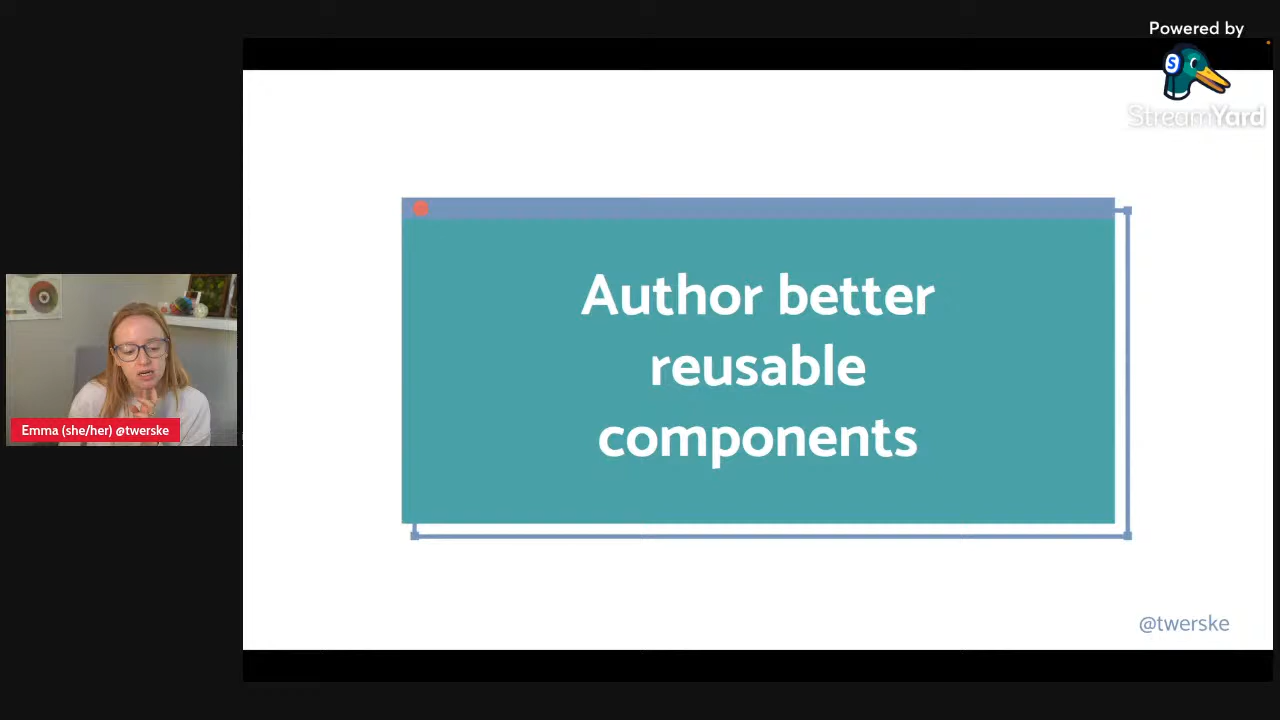 Powered by
StreamYard
Author better
reusable
components
Emma (she/her) @twerske
@twerske